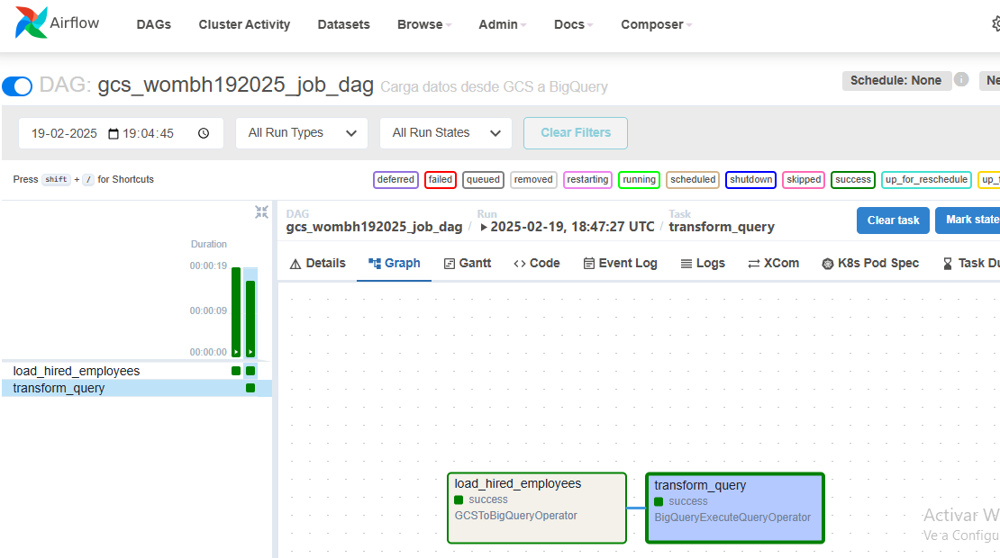 Airflow DAGs Cluster Activity Datasets Browse Admin Docs Composer
DAG: gcs_wombh192025_job_dag Carga datos desde GCS a BigQuery Schedule: None Ne
19-02-2025 19:04:45 All Run Types All Run States Clear Filters
Press shift + / for Shortcuts deferred failed queued removed restarting running scheduled shutdown skipped success up_for_reschedule up_f
DAG Run Task
gcs_wombh192025_job_dag / 2025-02-19, 18:47:27 UTC / transform_query Clear task Mark state
Duration
00:00:19
00:00:09
00:00:00
load_hired_employees
transform_query
Details Graph Gantt Code Event Log Logs XCom K8s Pod Spec Task Du
load_hired_employees
success
GCSToBigQueryOperator
transform_query
success
BigQueryExecuteQueryOperator
Activar W
Ve a Configu